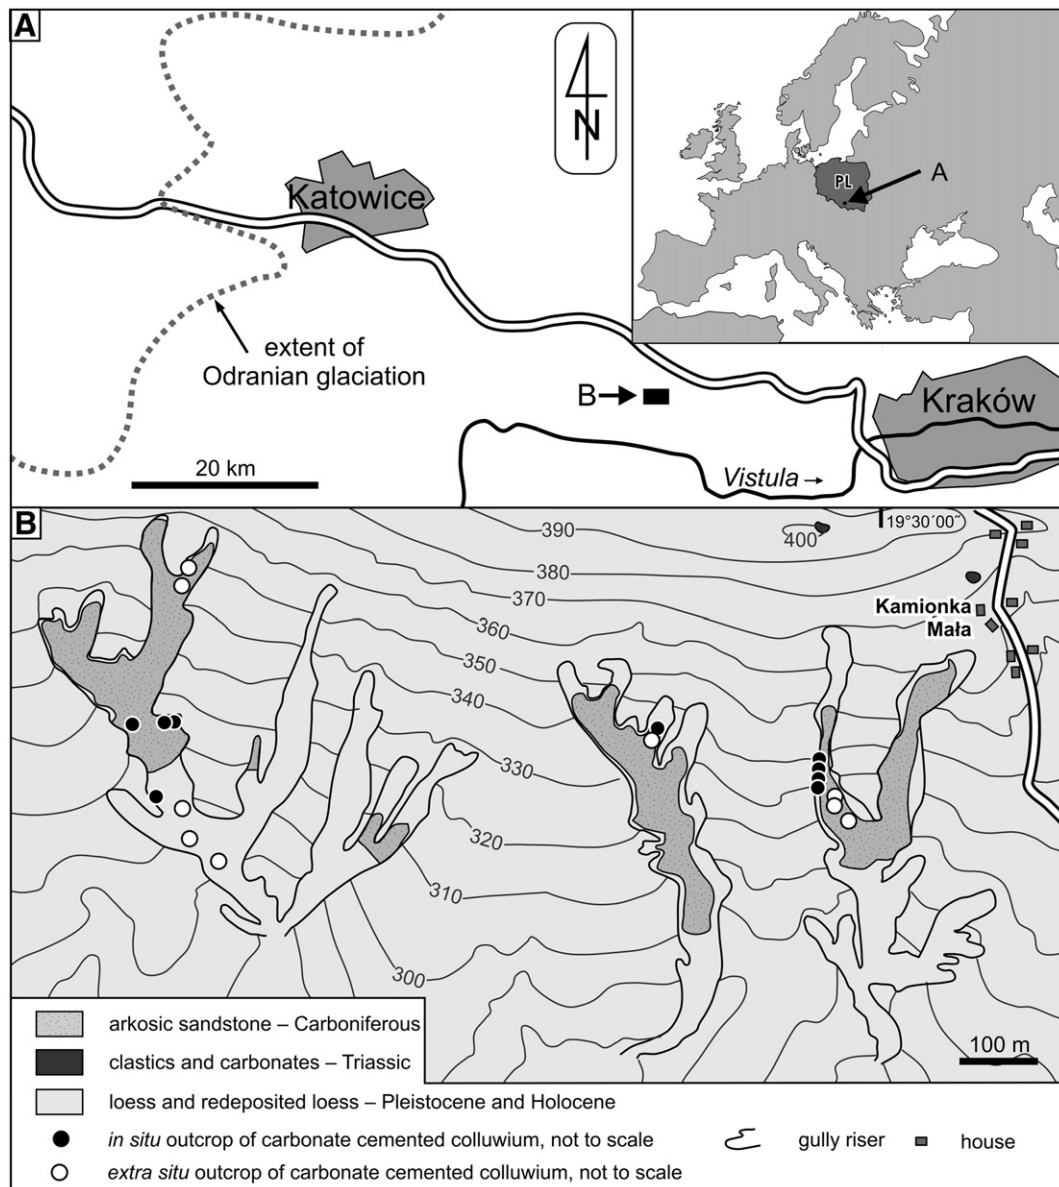 A
N
PL
A
Katowice
extent of
Odranian glaciation
B
Kraków
20 km
Vistula →
B
390
400
19°30´00˝
380
370
Kamionka
Mała
360
350
340
330
320
310
300
100 m
arkosic sandstone – Carboniferous
clastics and carbonates – Triassic
loess and redeposited loess – Pleistocene and Holocene
in situ outcrop of carbonate cemented colluwium, not to scale
gully riser
house
extra situ outcrop of carbonate cemented colluwium, not to scale